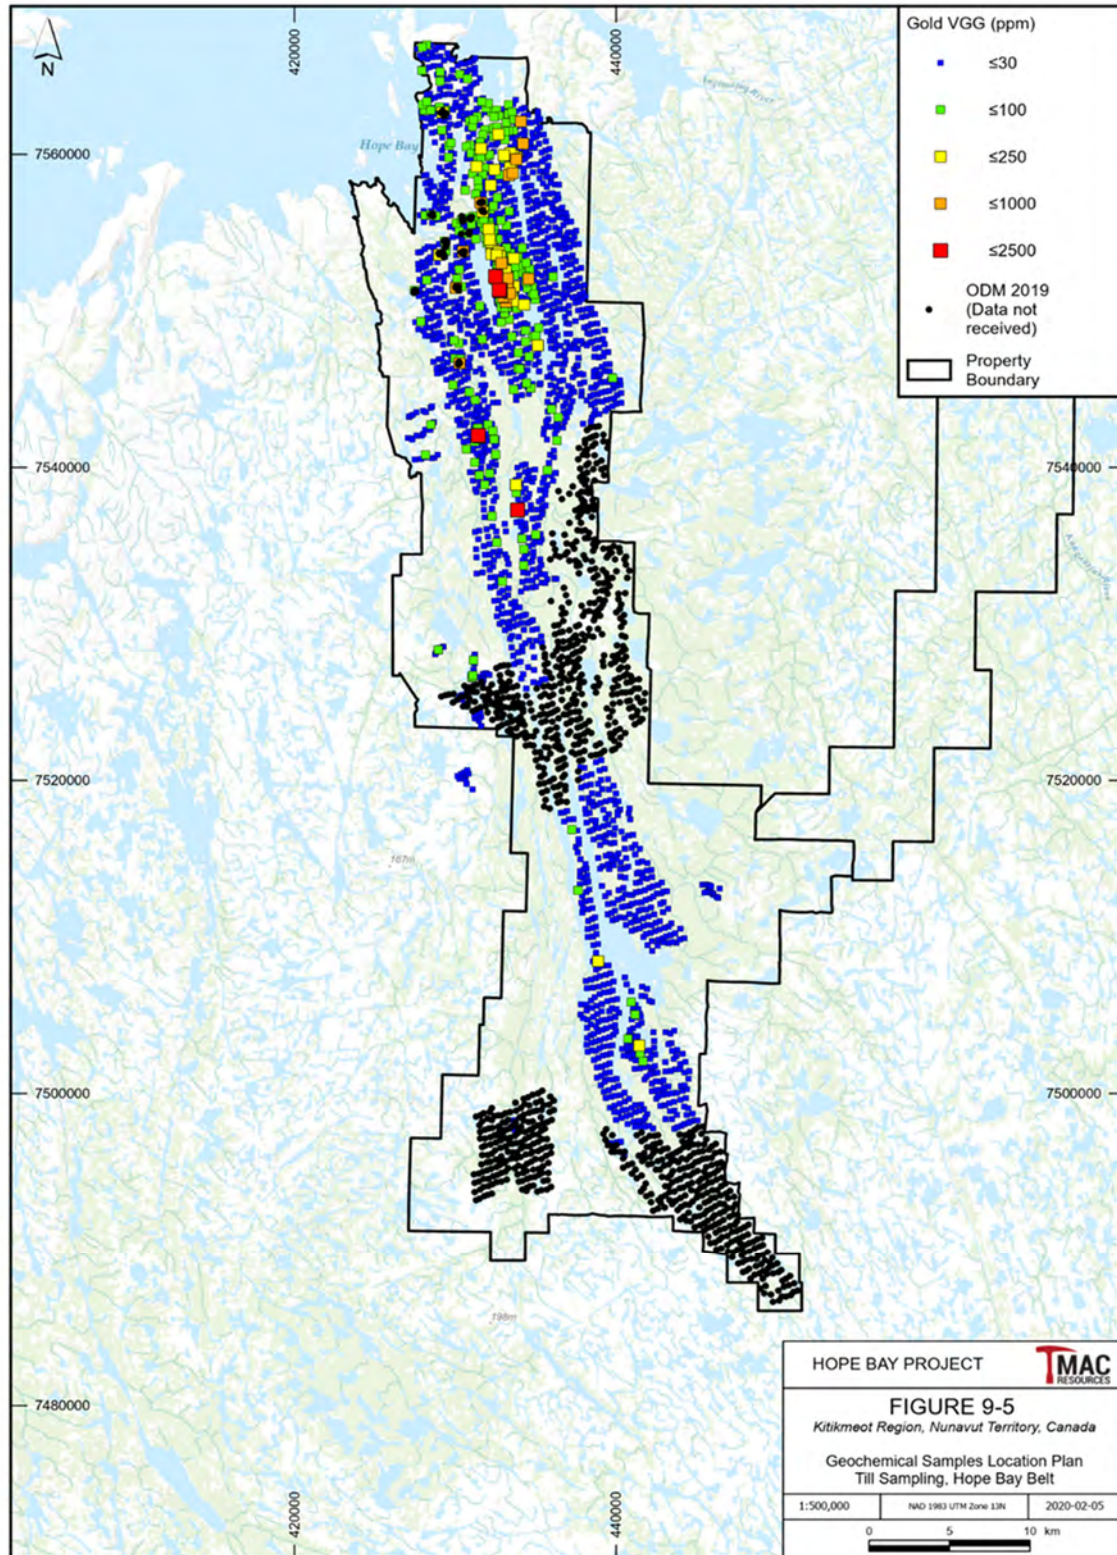 N
420000
440000
Gold VGG (ppm)
≤30
≤100
≤250
≤1000
≤2500
ODM 2019
(Data not
received)
Property
Boundary
Hope Bay
River
7560000
7540000
7540000
7520000
7520000
167m
7500000
7500000
198m
7480000
420000
440000
HOPE BAY PROJECT
TMAC
RESOURCES
FIGURE 9-5
Kitikmeot Region, Nunavut Territory, Canada
Geochemical Samples Location Plan
Till Sampling, Hope Bay Belt
1:500,000
NAD 1983 UTM Zone 13N
2020-02-05
0 5 10 km